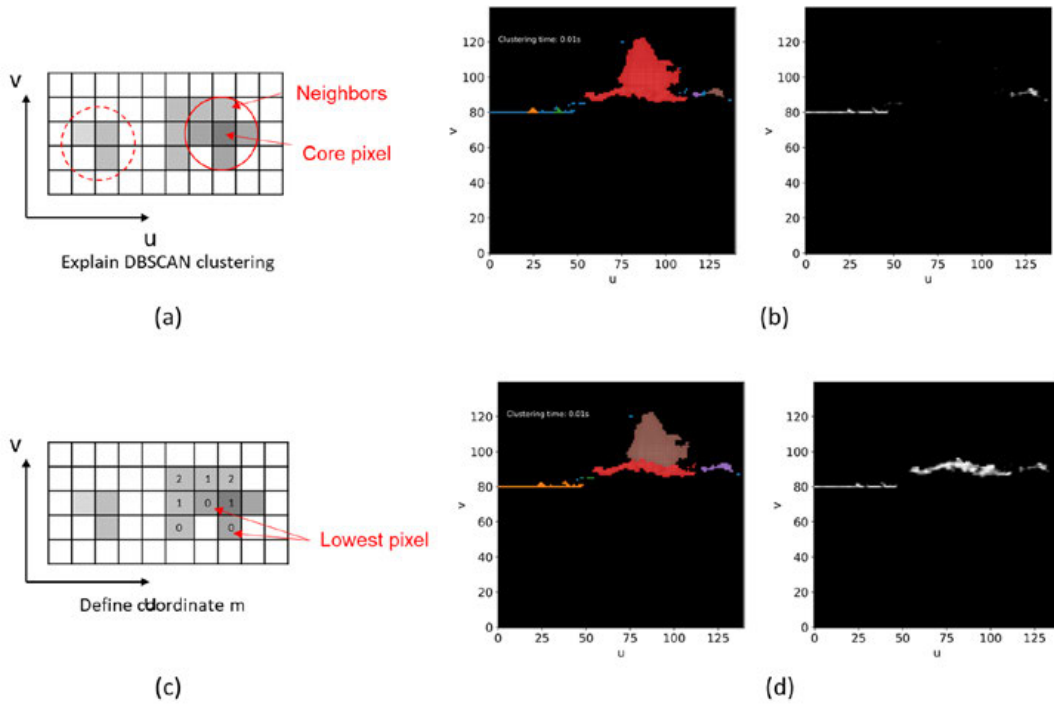 v
Neighbors
Core pixel
u
Explain DBSCAN clustering
(a)
Clustering time: 0.01s
v
120
100
80
60
40
20
0
0 25 50 75 100 125
u
v
120
100
80
60
40
20
0
0 25 50 75 100 125
u
(b)
v
2 1 2
1 0 1
0 0
Lowest pixel
u
Define coordinate m
(c)
Clustering time: 0.01s
v
120
100
80
60
40
20
0
0 25 50 75 100 125
u
v
120
100
80
60
40
20
0
0 25 50 75 100 125
u
(d)